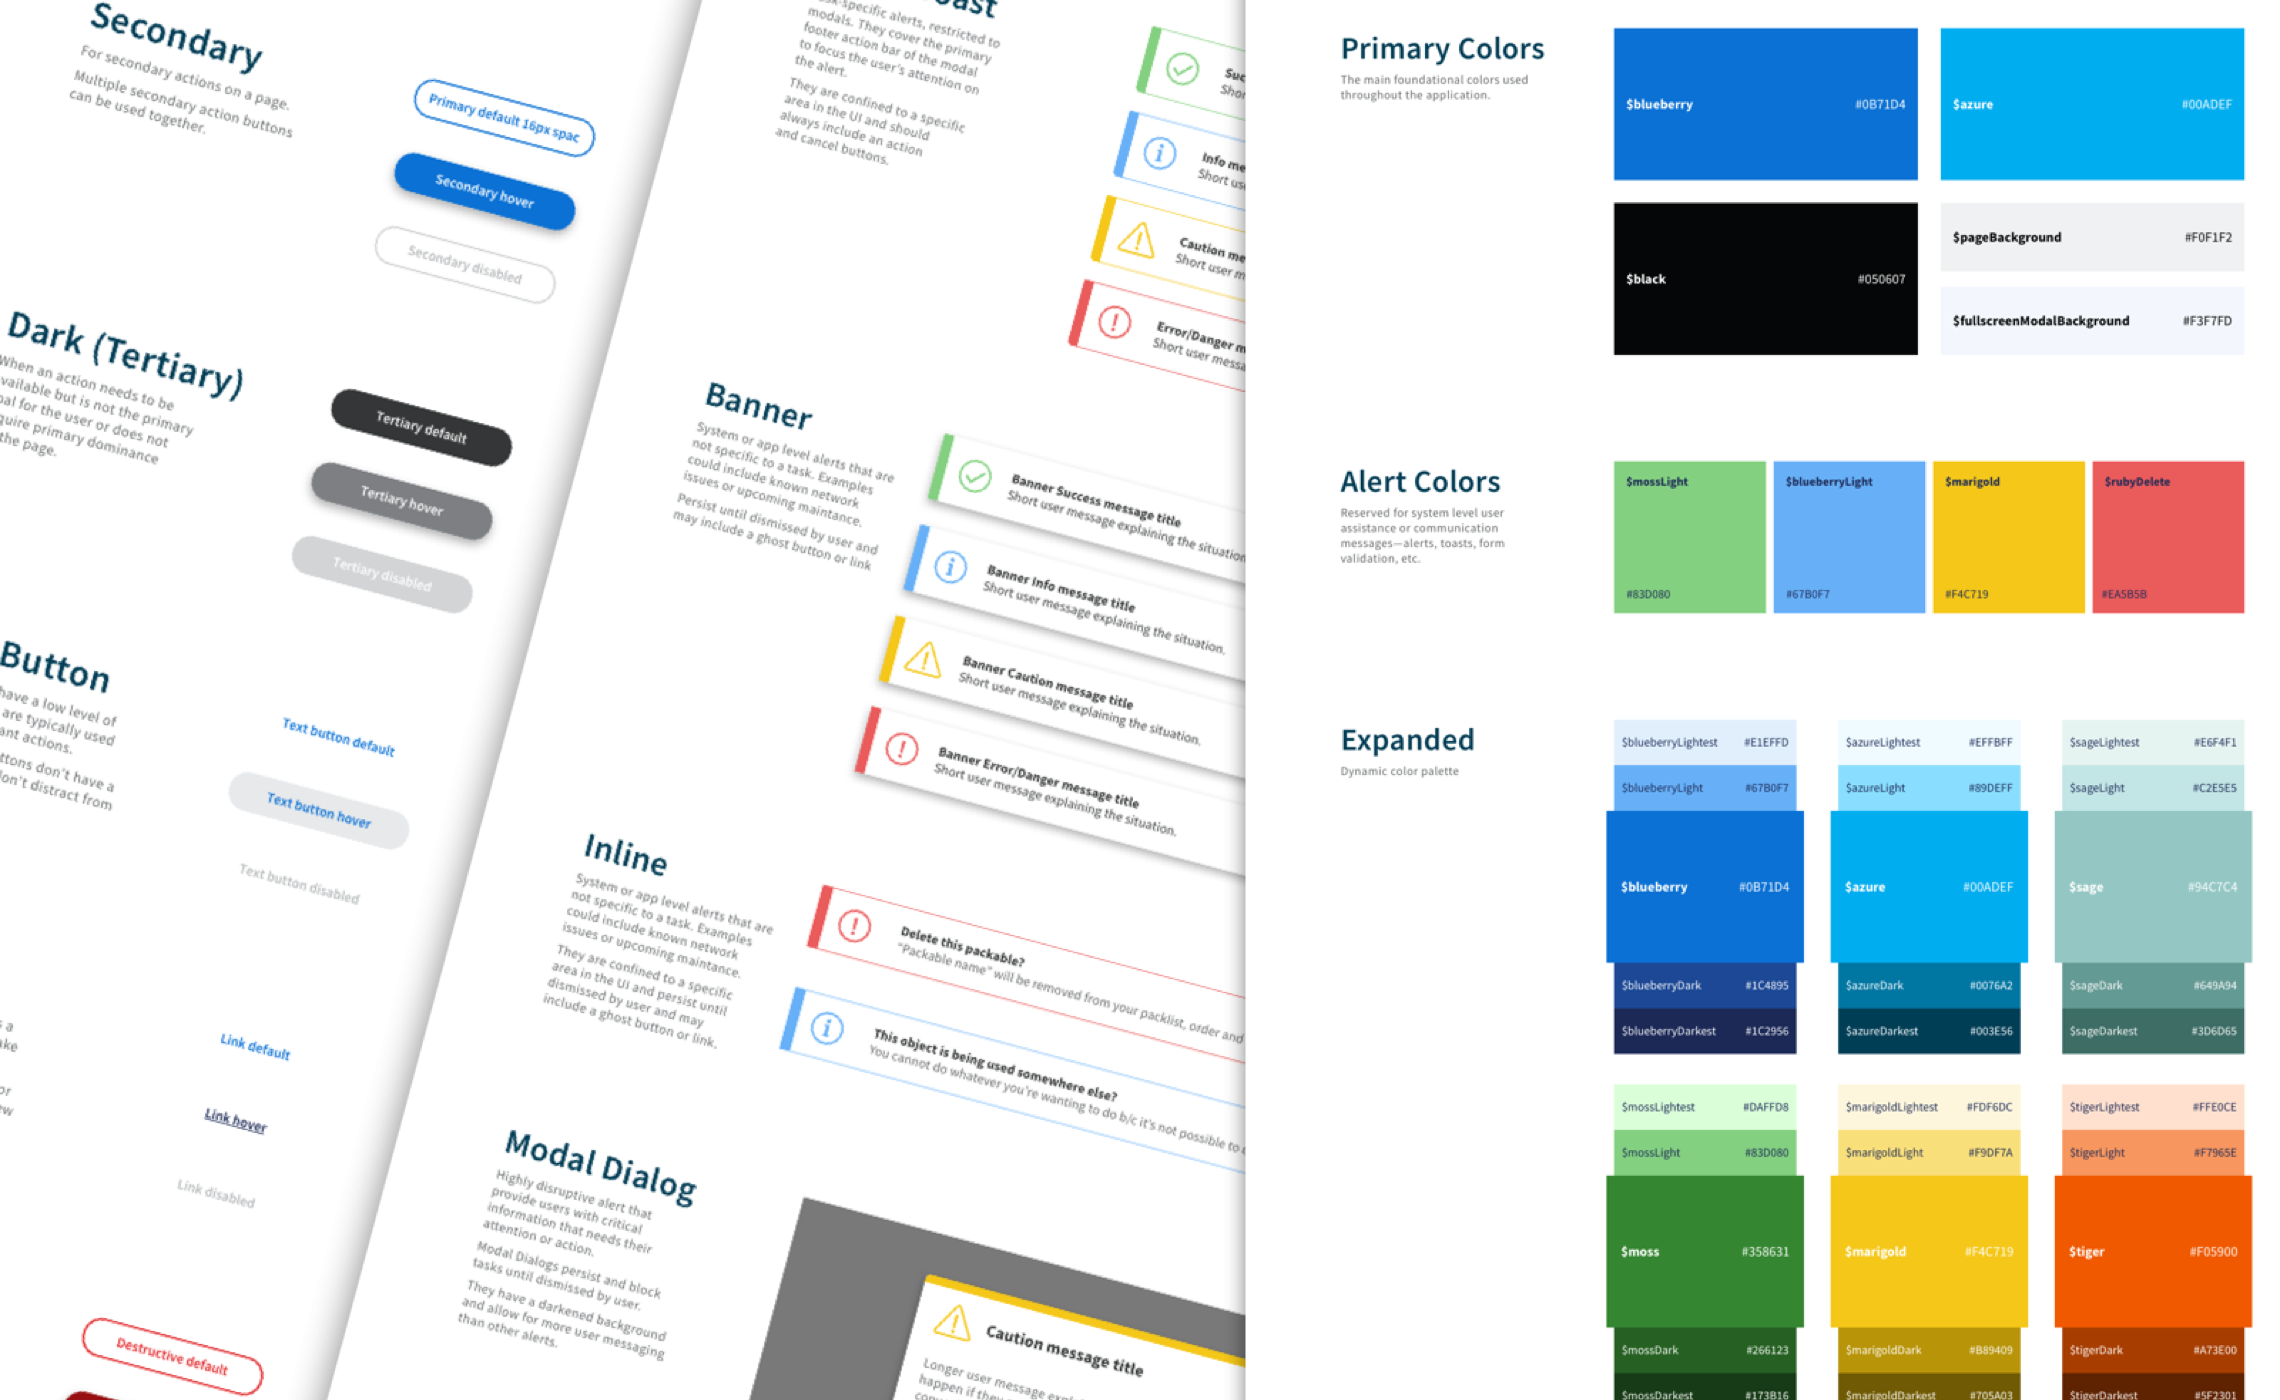 Secondary
For secondary actions on a page.
Multiple secondary action buttons
can be used together.
Primary default 16px spac
Secondary hover
Secondary disabled
Dark (Tertiary)
When an action needs to be
vailable but is not the primary
oal for the user or does not
quire primary dominance
the page.
Tertiary default
Tertiary hover
Tertiary disabled
Button
have a low level of
are typically used
ant actions.
ttons don't have a
on't distract from
Text button default
Text button hover
Text button disabled
s a
ake
or
ew
Link default
Link hover
Link disabled
Destructive default
oast
sk-specific alerts, restricted to
modals. They cover the primary
footer action bar of the modal
to focus the user's attention on
the alert.
They are confined to a specific
area in the UI and should
always include an action
and cancel buttons.
Suc
Shor
Info me
Short us
Caution me
Short user m
Error/Danger m
Short user messa
Banner
System or app level alerts that are
not specific to a task. Examples
could include known network
issues or upcoming maintance.
Persist until dismissed by user and
may include a ghost button or link
Banner Success message title
Short user message explaining the situation
Banner Info message title
Short user message explaining the situation.
Banner Caution message title
Short user message explaining the situation.
Banner Error/Danger message title
Short user message explaining the situation.
Inline
System or app level alerts that are
not specific to a task. Examples
could include known network
issues or upcoming maintance.
They are confined to a specific
area in the UI and persist until
dismissed by user and may
include a ghost button or link.
Delete this packable?
"Packable name" will be removed from your packlist, order and
This object is being used somewhere else?
You cannot do whatever you're wanting to do b/c it's not possible to
Modal Dialog
Highly disruptive alert that
provide users with critical
information that needs their
attention or action.
Modal Dialogs persist and block
tasks until dismissed by user.
They have a darkened background
and allow for more user messaging
than other alerts.
Caution message title
Longer user message expl
happen if they
Primary Colors
The main foundational colors used
throughout the application.
$blueberry #0B71D4
$azure #00ADEF
$black #050607
$pageBackground #F0F1F2
$fullscreenModalBackground #F3F7FD
Alert Colors
Reserved for system level user
assistance or communication
messages—alerts, toasts, form
validation, etc.
$mossLight $blueberryLight $marigold $rubyDelete
#83D080 #67B0F7 #F4C719 #EA5B5B
Expanded
Dynamic color palette
$blueberryLightest #E1EFFD
$blueberryLight #67B0F7
$blueberry #0B71D4
$blueberryDark #1C4895
$blueberryDarkest #1C2956
$azureLightest #EFFBFF
$azureLight #89DEFF
$azure #00ADEF
$azureDark #0076A2
$azureDarkest #003E56
$sageLightest #E6F4F1
$sageLight #C2E5E5
$sage #94C7C4
$sageDark #649A94
$sageDarkest #3D6D65
$mossLightest #DAFFD8
$mossLight #83D080
$moss #358631
$mossDark #266123
$mossDarkest #173B16
$marigoldLightest #FDF6DC
$marigoldLight #F9DF7A
$marigold #F4C719
$marigoldDark #B89409
$marigoldDarkest #705A03
$tigerLightest #FFE0CE
$tigerLight #F7965E
$tiger #F05900
$tigerDark #A73E00
$tigerDarkest #5F2301